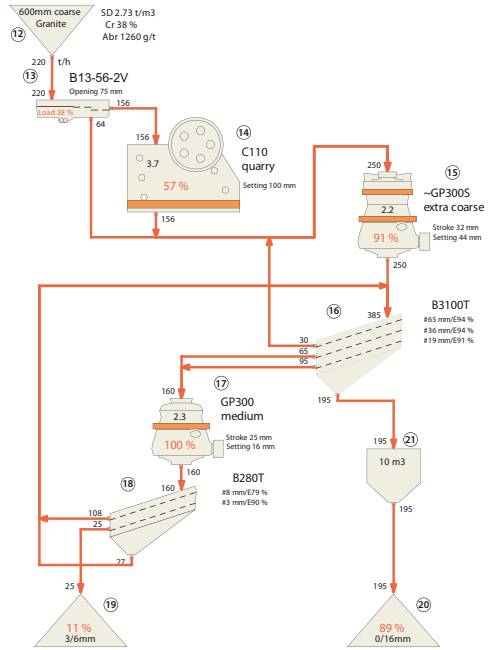 600mm coarse
Granite
SD 2.73 t/m3
Cr 38 %
Abr 1260 g/t
12
220 t/h
13
B13-56-2V
Opening 75 mm
220
156
Load 38 %
64
156
14
C110
quarry
Setting 100 mm
3.7
57 %
156
250
15
~GP300S
extra coarse
2.2
Stroke 32 mm
Setting 44 mm
91 %
250
16
B3100T
#65 mm/E94 %
#36 mm/E94 %
#19 mm/E91 %
385
30
65
95
195
17
GP300
medium
160
2.3
Stroke 25 mm
Setting 16 mm
100 %
160
18
B280T
#8 mm/E79 %
#3 mm/E90 %
160
108
25
27
195
21
10 m3
195
25
19
11 %
3/6mm
195
20
89 %
0/16mm